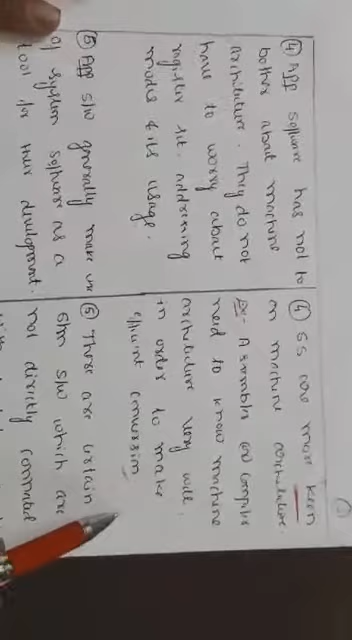 ④ App software has not to
bother about machine
architecture. They do not
have to worry about
register set, addressing
modes & its usage.
⑤ App s/w generally make use
of system software as a
tool for their development.
④ SS are more keen
on machine architecture.
Ex- Assembler or Compiler
need to know machine
architecture very well
in order to make
efficient conversion
⑤ There are certain
s/m s/w which are
not directly connected